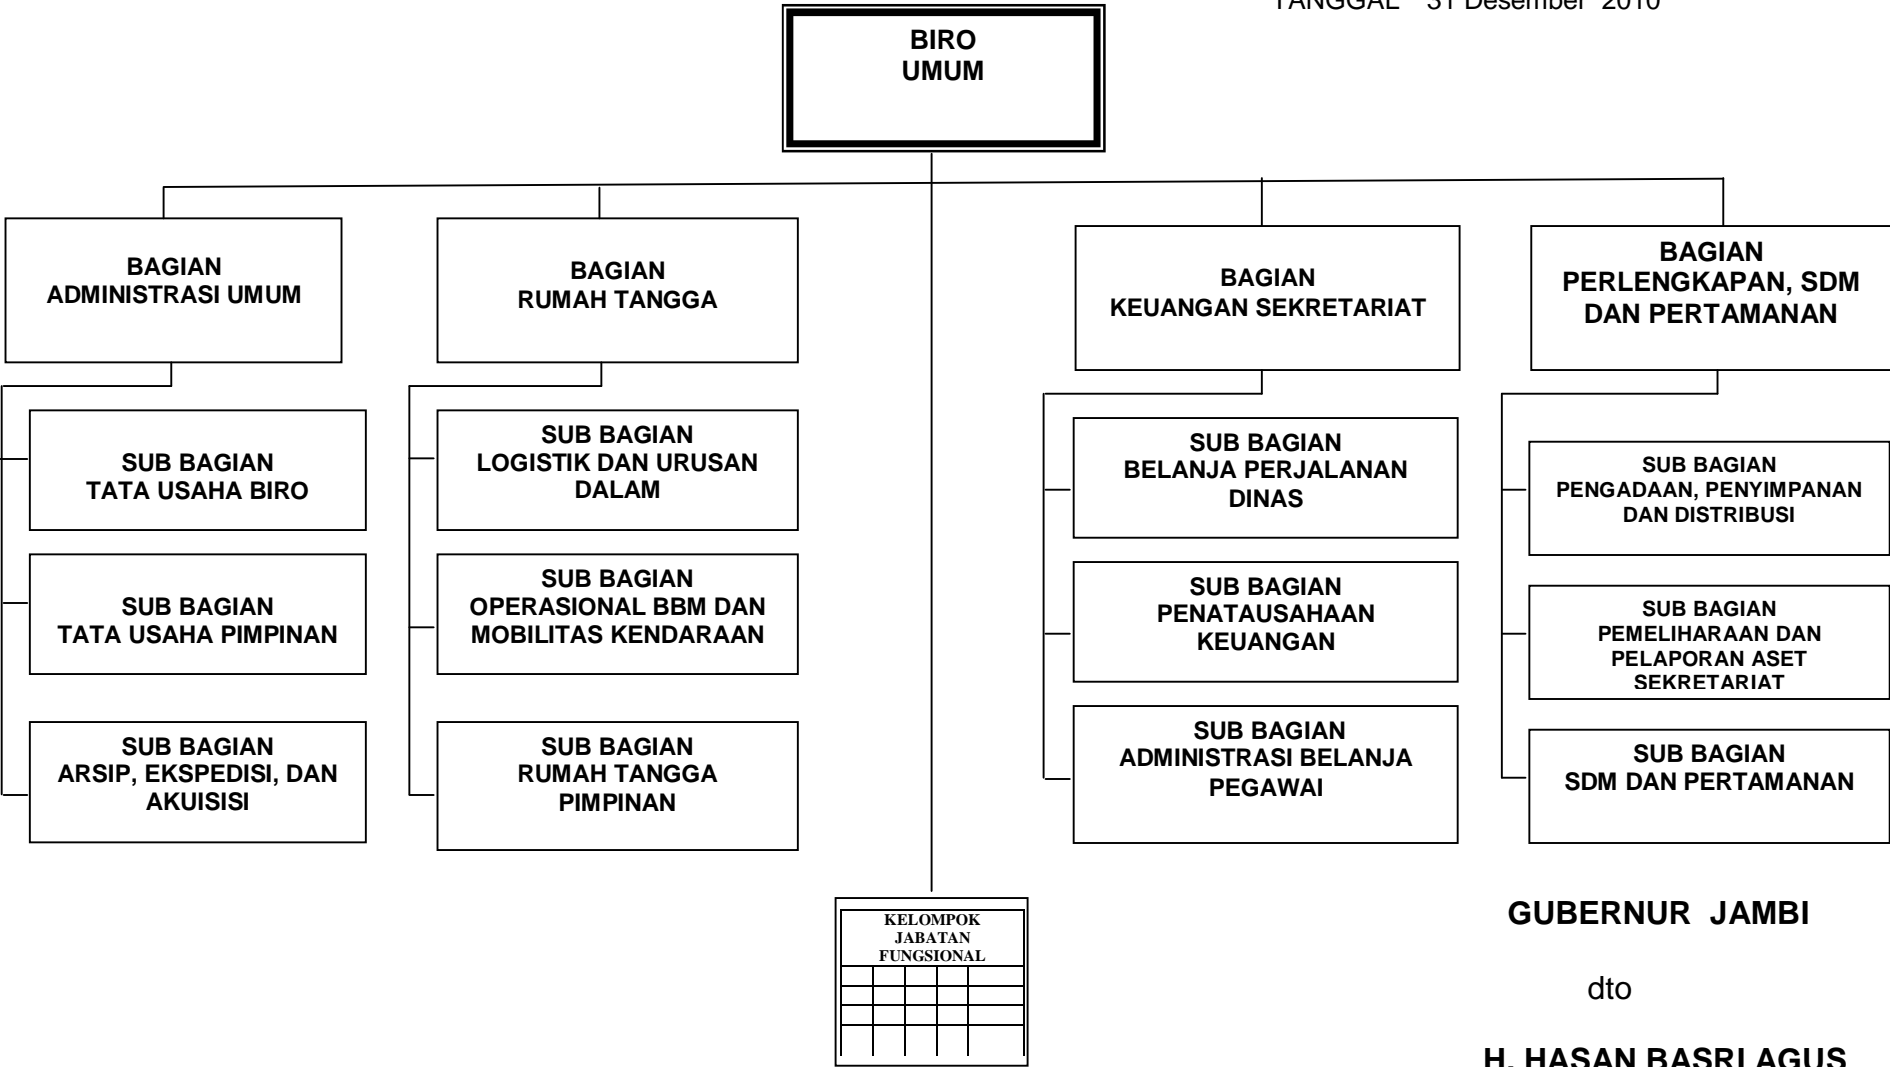 TANGGAL 31 Desember 2010
BIRO
UMUM
BAGIAN
ADMINISTRASI UMUM
BAGIAN
RUMAH TANGGA
BAGIAN
KEUANGAN SEKRETARIAT
BAGIAN
PERLENGKAPAN, SDM
DAN PERTAMANAN
SUB BAGIAN
TATA USAHA BIRO
SUB BAGIAN
LOGISTIK DAN URUSAN
DALAM
SUB BAGIAN
BELANJA PERJALANAN
DINAS
SUB BAGIAN
PENGADAAN, PENYIMPANAN
DAN DISTRIBUSI
SUB BAGIAN
TATA USAHA PIMPINAN
SUB BAGIAN
OPERASIONAL BBM DAN
MOBILITAS KENDARAAN
SUB BAGIAN
PENATAUSAHAAN
KEUANGAN
SUB BAGIAN
PEMELIHARAAN DAN
PELAPORAN ASET
SEKRETARIAT
SUB BAGIAN
ARSIP, EKSPEDISI, DAN
AKUISISI
SUB BAGIAN
RUMAH TANGGA
PIMPINAN
SUB BAGIAN
ADMINISTRASI BELANJA
PEGAWAI
SUB BAGIAN
SDM DAN PERTAMANAN
KELOMPOK
JABATAN
FUNGSIONAL
GUBERNUR JAMBI
dto
H. HASAN BASRI AGUS